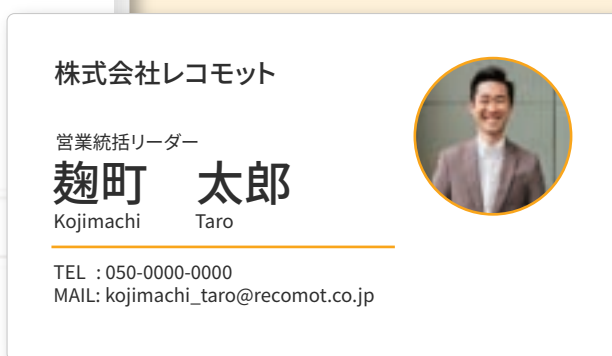 株式会社レコモット
営業統括リーダー
麹町　太郎
Kojimachi Taro
TEL : 050-0000-0000
MAIL: kojimachi_taro@recomot.co.jp